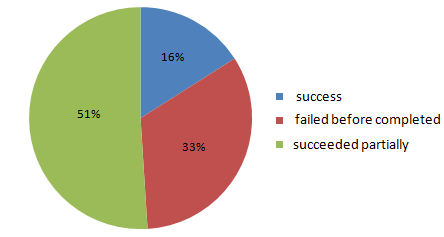 16%
51%
33%
success
failed before completed
succeeded partially